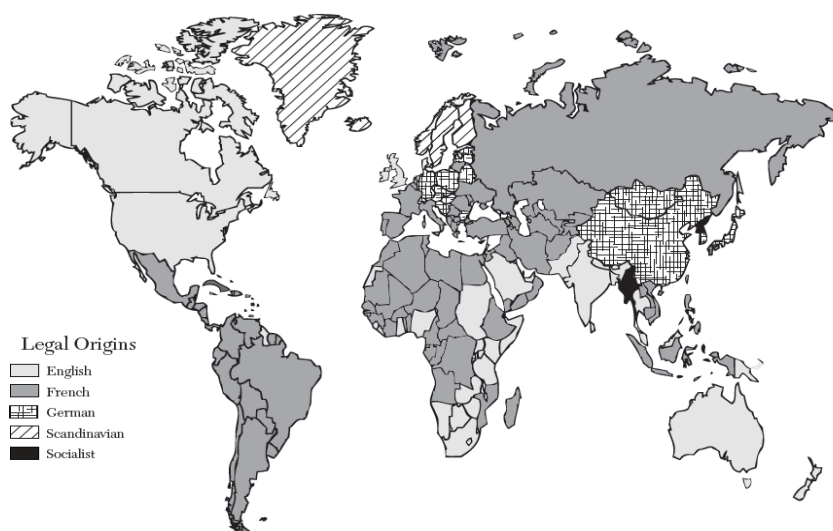 Legal Origins
English
French
German
Scandinavian
Socialist